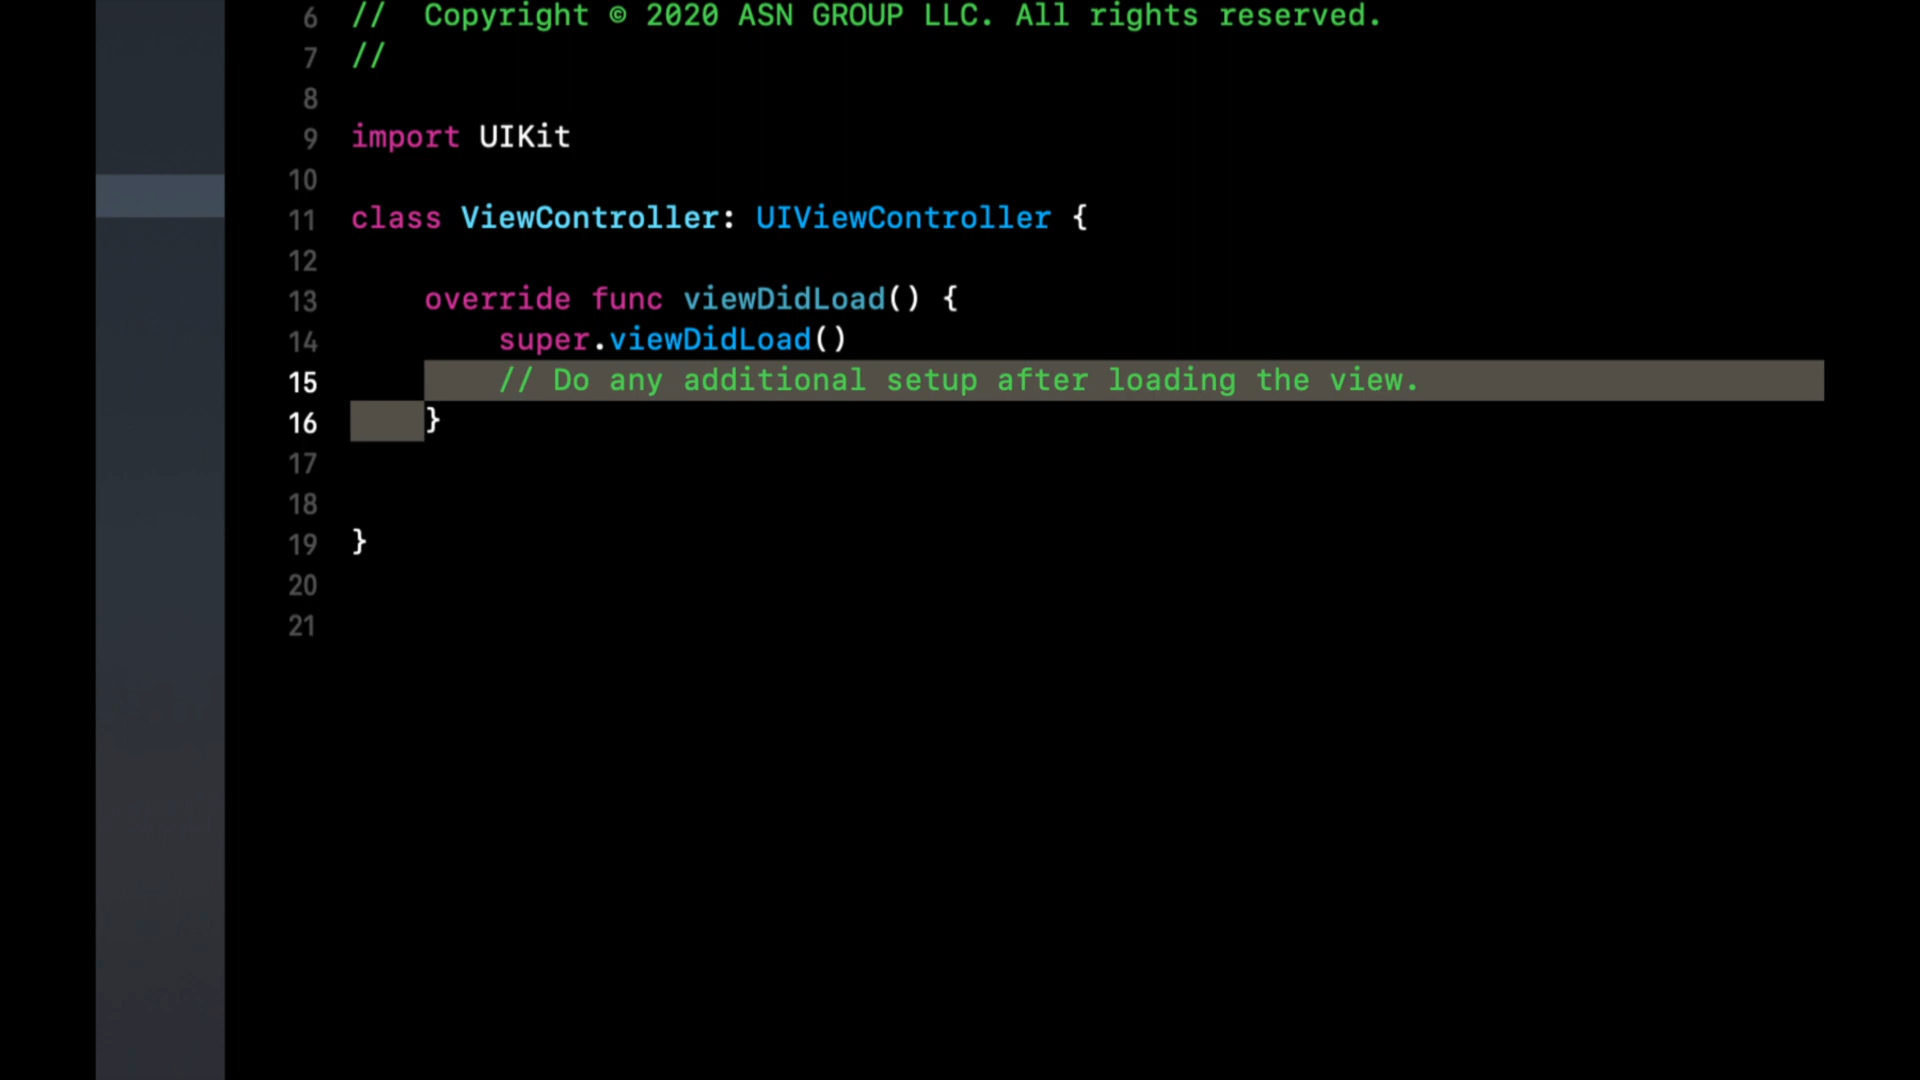 6 //  Copyright © 2020 ASN GROUP LLC. All rights reserved.
7 //
8
9 import UIKit
10
11 class ViewController: UIViewController {
12
13     override func viewDidLoad() {
14         super.viewDidLoad()
15         // Do any additional setup after loading the view.
16     }
17
18
19 }
20
21